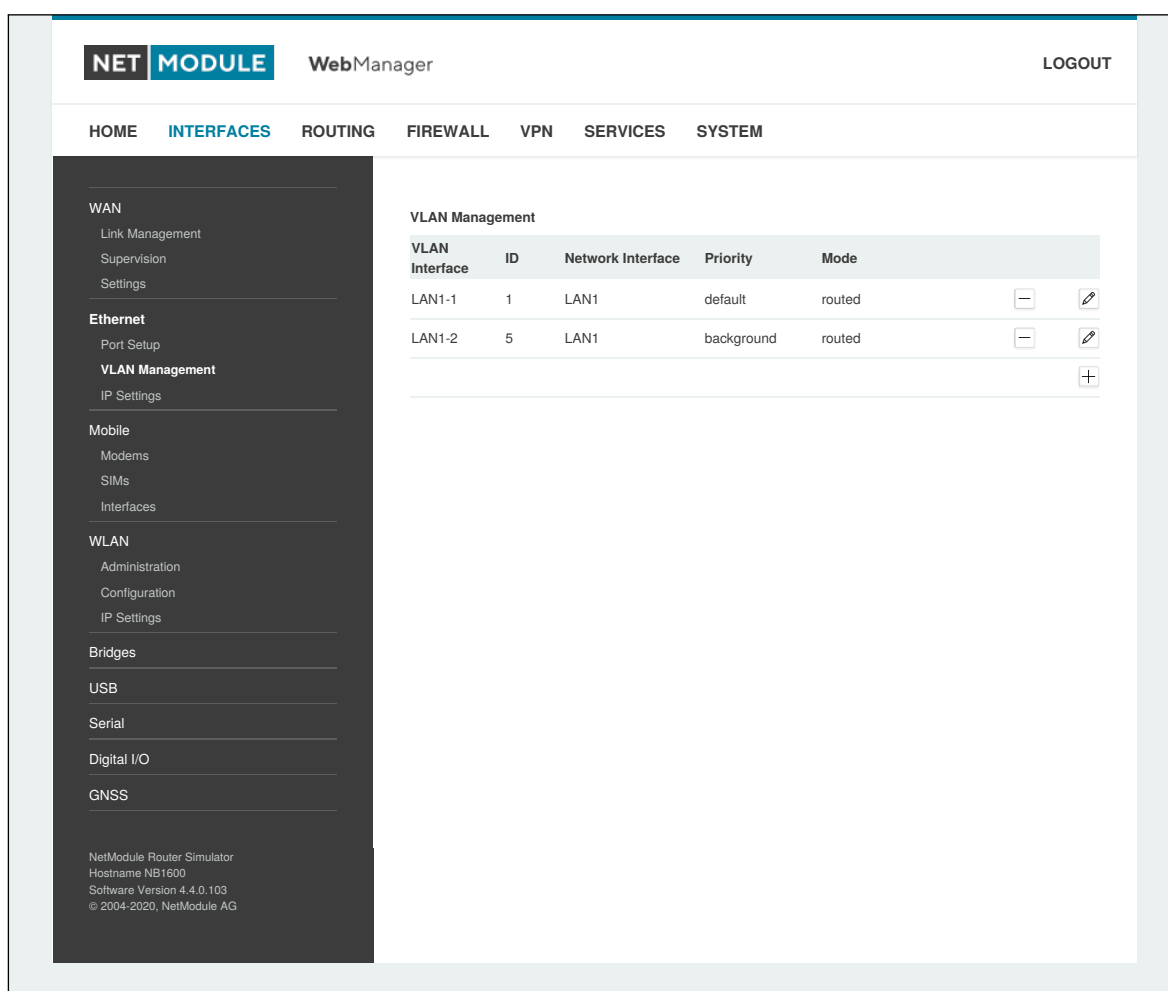 NET MODULE WebManager LOGOUT
HOME INTERFACES ROUTING FIREWALL VPN SERVICES SYSTEM
WAN
Link Management
Supervision
Settings
Ethernet
Port Setup
VLAN Management
IP Settings
Mobile
Modems
SIMs
Interfaces
WLAN
Administration
Configuration
IP Settings
Bridges
USB
Serial
Digital I/O
GNSS
NetModule Router Simulator
Hostname NB1600
Software Version 4.4.0.103
© 2004-2020, NetModule AG
VLAN Management
VLAN Interface ID Network Interface Priority Mode
LAN1-1 1 LAN1 default routed
LAN1-2 5 LAN1 background routed